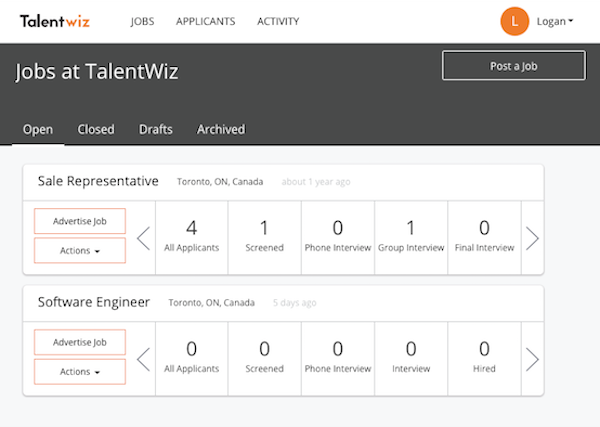 Talentwiz JOBS APPLICANTS ACTIVITY L Logan
Jobs at TalentWiz Post a Job
Open Closed Drafts Archived
Sale Representative Toronto, ON, Canada about 1 year ago
Advertise Job
Actions
4 1 0 1 0
All Applicants Screened Phone Interview Group Interview Final Interview
Software Engineer Toronto, ON, Canada 5 days ago
Advertise Job
Actions
0 0 0 0 0
All Applicants Screened Phone Interview Interview Hired